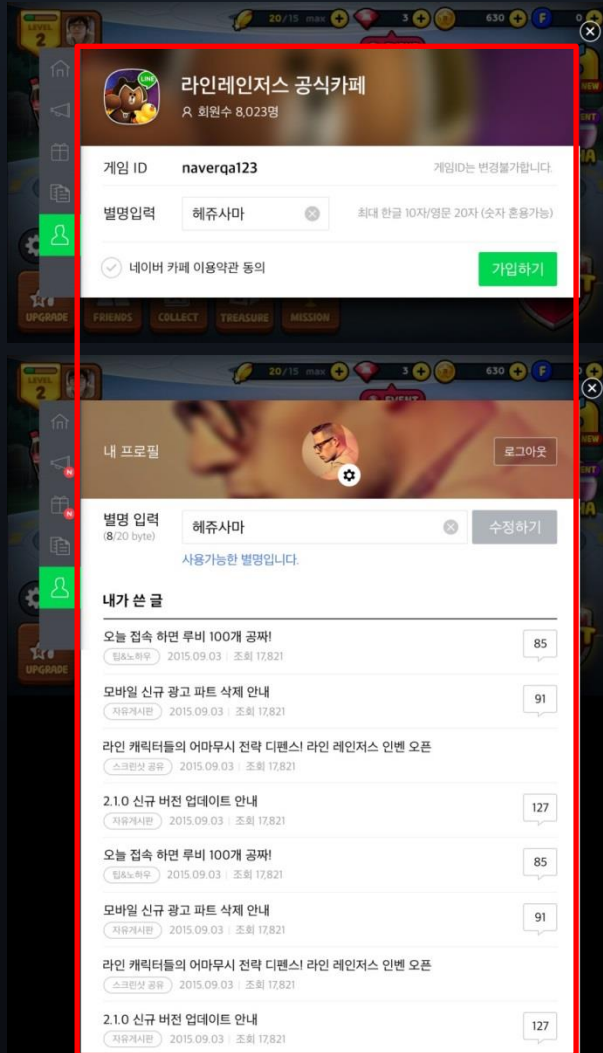 LEVEL
2
20/15 max
3
630
F
0
LINE
라인레인저스 공식카페
회원수 8,023명
NEW
게임 ID
naverqa123
게임ID는 변경불가합니다.
별명입력
헤쥬사마
최대 한글 10자/영문 20자 (숫자 혼용가능)
네이버 카페 이용약관 동의
가입하기
UPGRADE
FRIENDS
COLLECT
TREASURE
MISSION
LEVEL
2
20/15 max
3
630
F
0
EVENT
N
N
내 프로필
로그아웃
NEW
별명 입력
(8/20 byte)
헤쥬사마
수정하기
사용가능한 별명입니다.
내가 쓴 글
오늘 접속 하면 루비 100개 공짜!
팁&노하우 2015.09.03 조회 17,821
85
UPGRADE
모바일 신규 광고 파트 삭제 안내
자유게시판 2015.09.03 조회 17,821
91
라인 캐릭터들의 어마무시 전략 디펜스! 라인 레인저스 인벤 오픈
스크린샷 공유 2015.09.03 조회 17,821
2.1.0 신규 버전 업데이트 안내
자유게시판 2015.09.03 조회 17,821
127
오늘 접속 하면 루비 100개 공짜!
팁&노하우 2015.09.03 조회 17,821
85
모바일 신규 광고 파트 삭제 안내
자유게시판 2015.09.03 조회 17,821
91
라인 캐릭터들의 어마무시 전략 디펜스! 라인 레인저스 인벤 오픈
스크린샷 공유 2015.09.03 조회 17,821
2.1.0 신규 버전 업데이트 안내
자유게시판 2015.09.03 조회 17,821
127